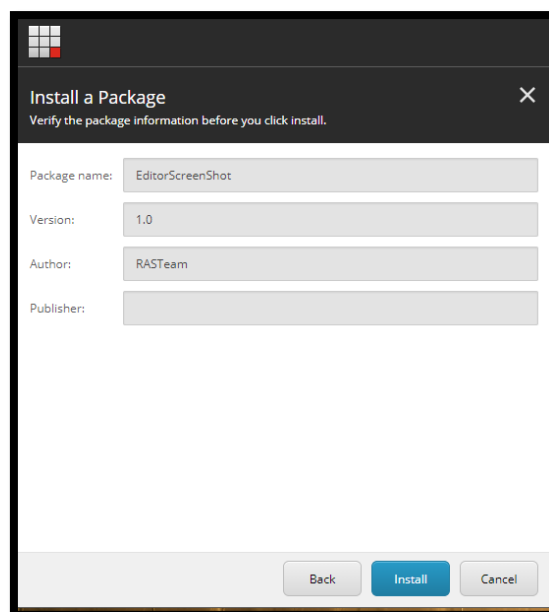 Install a Package
Verify the package information before you click install.
Package name: EditorScreenShot
Version: 1.0
Author: RASTeam
Publisher:
Back Install Cancel